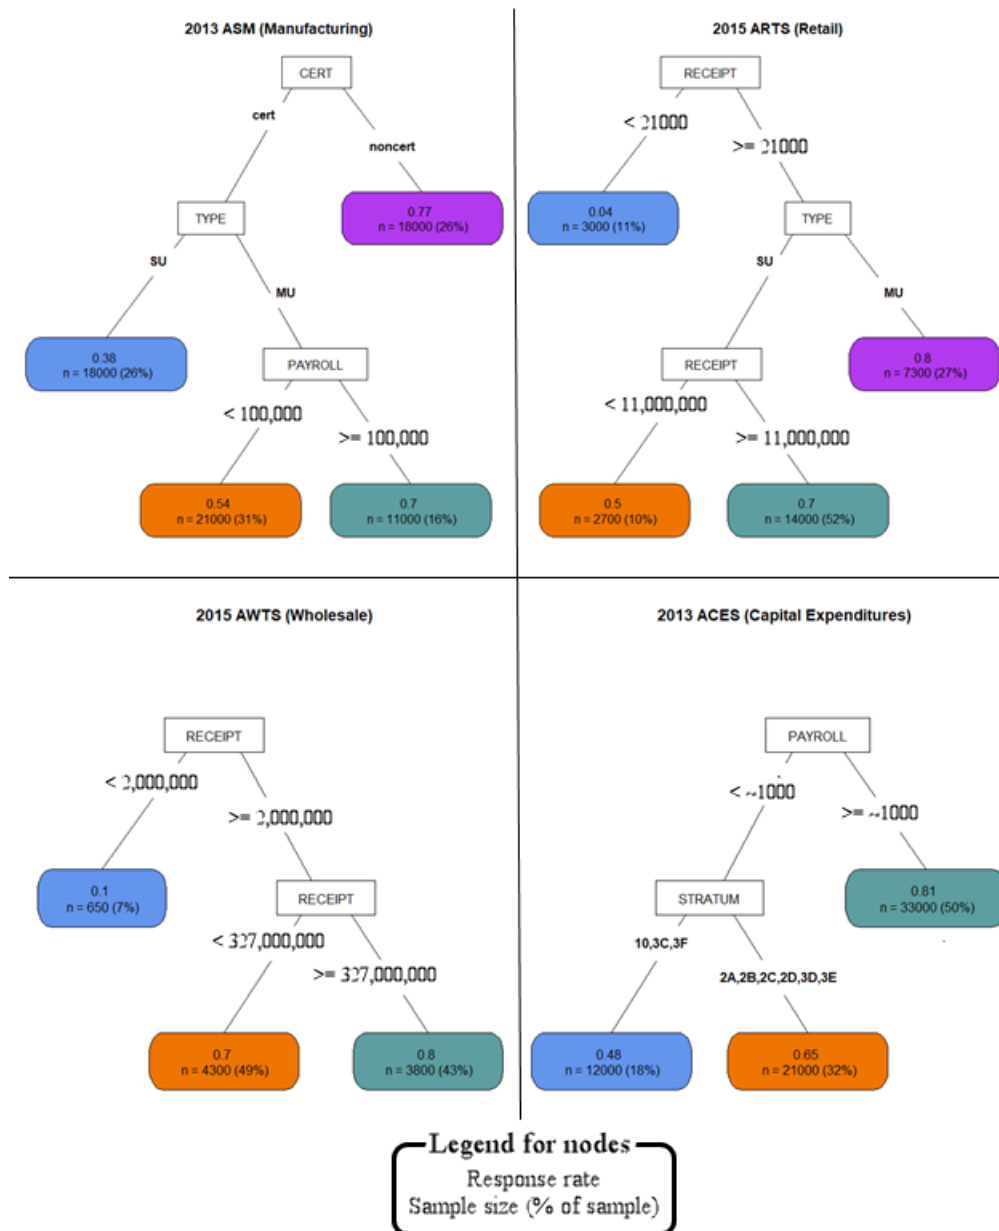 2013 ASM (Manufacturing)
CERT
cert
noncert
TYPE
0.77
n = 18000 (26%)
SU
MU
0.38
n = 18000 (26%)
PAYROLL
< 100,000
>= 100,000
0.54
n = 21000 (31%)
0.7
n = 11000 (16%)
2015 ARTS (Retail)
RECEIPT
< 21000
>= 21000
0.04
n = 3000 (11%)
TYPE
SU
MU
RECEIPT
0.8
n = 7300 (27%)
< 11,000,000
>= 11,000,000
0.5
n = 2700 (10%)
0.7
n = 14000 (52%)
2015 AWTS (Wholesale)
RECEIPT
< 2,000,000
>= 2,000,000
0.1
n = 650 (7%)
RECEIPT
< 327,000,000
>= 327,000,000
0.7
n = 4300 (49%)
0.8
n = 3800 (43%)
2013 ACES (Capital Expenditures)
PAYROLL
< ~1000
>= ~1000
STRATUM
0.81
n = 33000 (50%)
10,3C,3F
2A,2B,2C,2D,3D,3E
0.48
n = 12000 (18%)
0.65
n = 21000 (32%)
Legend for nodes
Response rate
Sample size (% of sample)